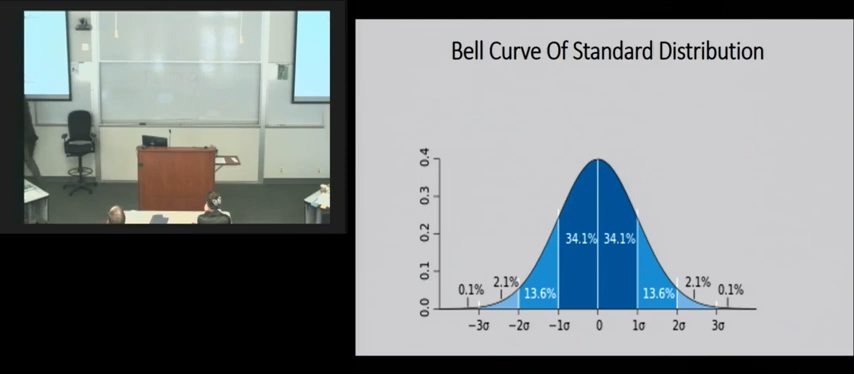 Bell Curve Of Standard Distribution
0.4
0.3
0.2
0.1
0.0
34.1% 34.1%
0.1% 2.1% 13.6% 13.6% 2.1% 0.1%
−3σ −2σ −1σ 0 1σ 2σ 3σ